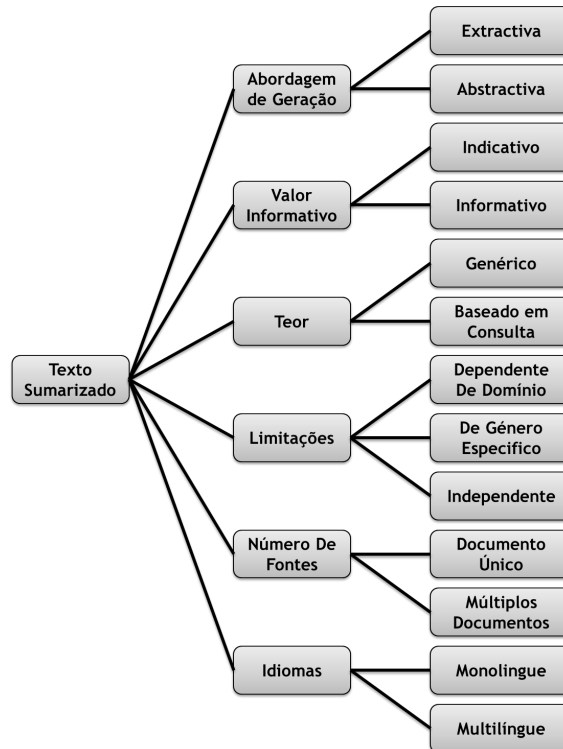 Extractiva
Abordagem
de Geração
Abstractiva
Indicativo
Valor
Informativo
Informativo
Genérico
Teor
Baseado em
Consulta
Texto
Sumarizado
Dependente
De Domínio
Limitações
De Género
Especifico
Independente
Número De
Fontes
Documento
Único
Múltiplos
Documentos
Idiomas
Monolingue
Multilíngue